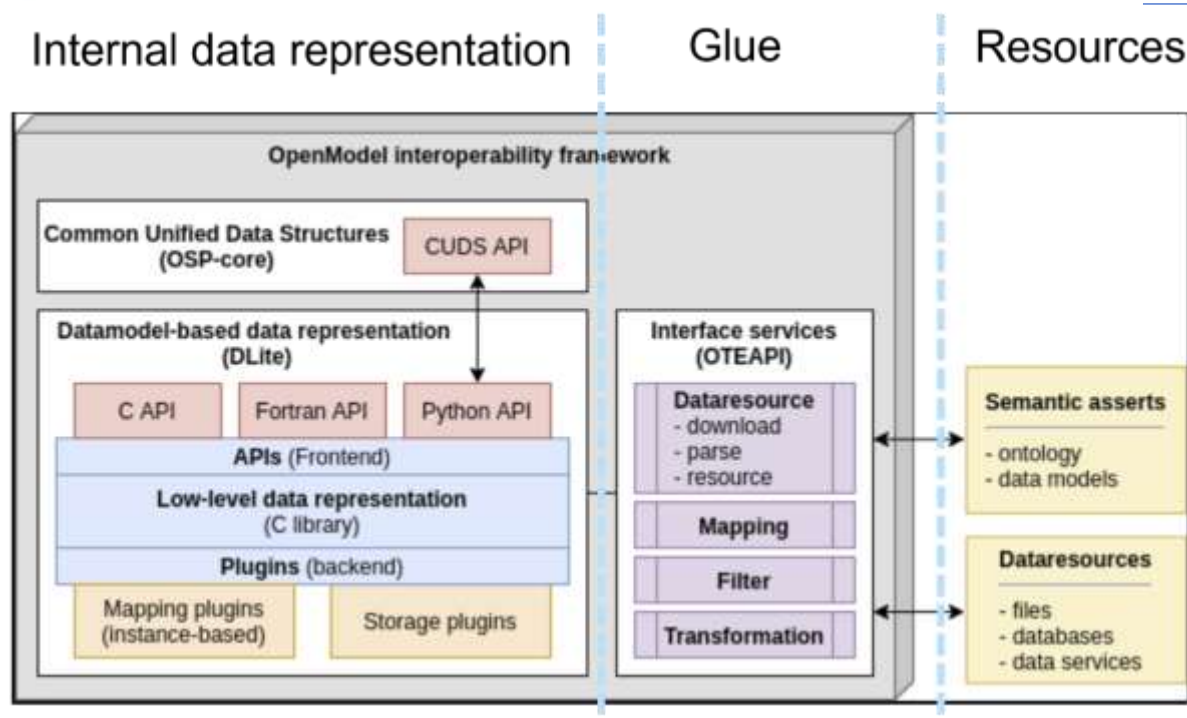 Internal data representation
Glue
Resources
OpenModel interoperability framework
Common Unified Data Structures
(OSP-core)
CUDS API
Datamodel-based data representation
(DLite)
C API
Fortran API
Python API
APIs (Frontend)
Low-level data representation
(C library)
Plugins (backend)
Mapping plugins
(instance-based)
Storage plugins
Interface services
(OTEAPI)
Dataresource
- download
- parse
- resource
Mapping
Filter
Transformation
Semantic asserts
- ontology
- data models
Dataresources
- files
- databases
- data services